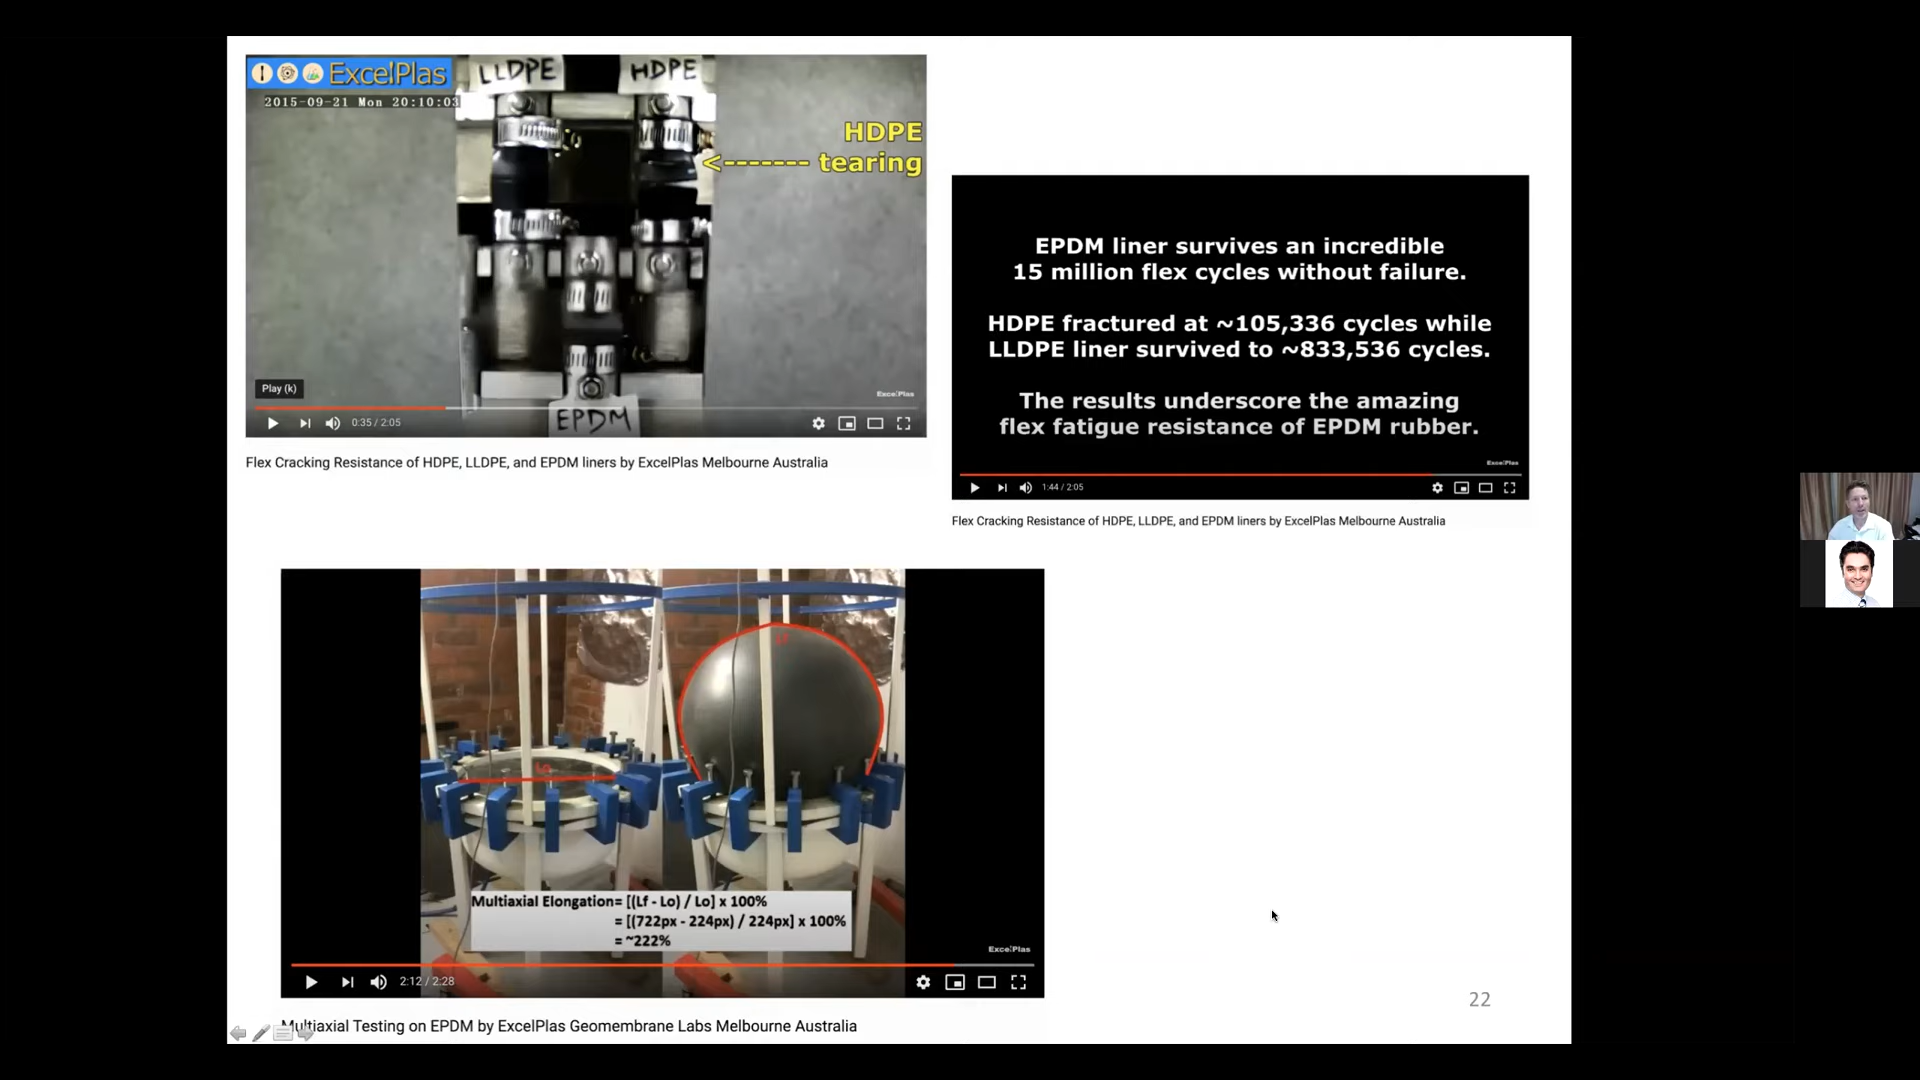 ExcelPlas
2015-09-21 Mon 20:10:03
LLDPE
HDPE
HDPE
<------- tearing
EPDM
Play (k)
ExcelPlas
0:35 / 2:05
Flex Cracking Resistance of HDPE, LLDPE, and EPDM liners by ExcelPlas Melbourne Australia
EPDM liner survives an incredible
15 million flex cycles without failure.
HDPE fractured at ~105,336 cycles while
LLDPE liner survived to ~833,536 cycles.
The results underscore the amazing
flex fatigue resistance of EPDM rubber.
ExcelPlas
1:44 / 2:05
Flex Cracking Resistance of HDPE, LLDPE, and EPDM liners by ExcelPlas Melbourne Australia
Lo
Lf
Multiaxial Elongation= [(Lf - Lo) / Lo] x 100%
= [(722px - 224px) / 224px] x 100%
= ~222%
ExcelPlas
2:12 / 2:28
Multiaxial Testing on EPDM by ExcelPlas Geomembrane Labs Melbourne Australia
22